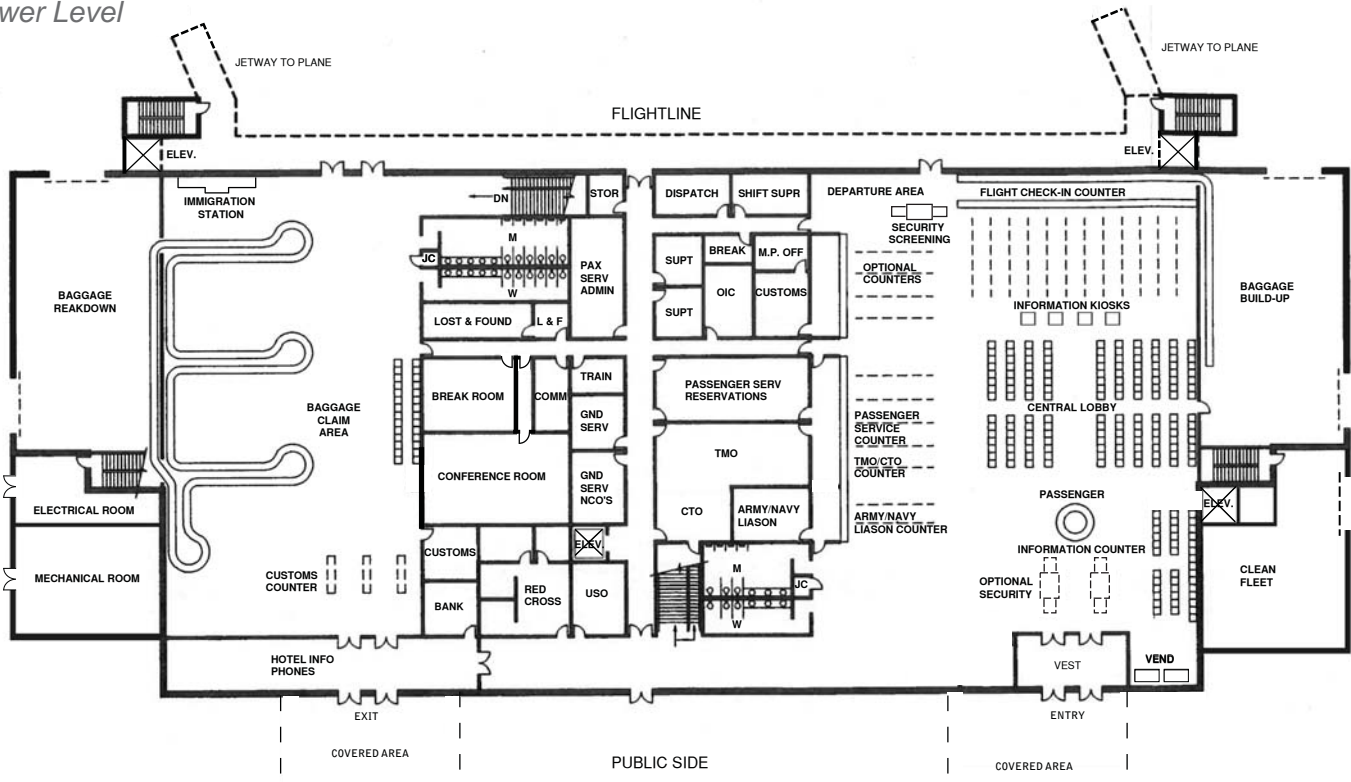 wer Level
JETWAY TO PLANE
JETWAY TO PLANE
FLIGHTLINE
ELEV.
ELEV.
IMMIGRATION
STATION
DN
STOR
DISPATCH
SHIFT SUPR
DEPARTURE AREA
FLIGHT CHECK-IN COUNTER
SECURITY
SCREENING
M
JC
W
PAX
SERV
ADMIN
SUPT
BREAK
M.P. OFF
SUPT
OIC
CUSTOMS
OPTIONAL
COUNTERS
BAGGAGE
REAKDOWN
BAGGAGE
BUILD-UP
INFORMATION KIOSKS
LOST & FOUND
L & F
BREAK ROOM
COMM
TRAIN
GND
SERV
PASSENGER SERV
RESERVATIONS
BAGGAGE
CLAIM
AREA
CENTRAL LOBBY
PASSENGER
SERVICE
COUNTER
TMO/CTO
COUNTER
TMO
CONFERENCE ROOM
GND
SERV
NCO'S
CTO
ARMY/NAVY
LIASON
ARMY/NAVY
LIASON COUNTER
PASSENGER
INFORMATION COUNTER
ELEV.
ELECTRICAL ROOM
MECHANICAL ROOM
CUSTOMS
COUNTER
CUSTOMS
BANK
RED
CROSS
ELEV.
USO
M
JC
W
OPTIONAL
SECURITY
CLEAN
FLEET
HOTEL INFO
PHONES
VEST
VEND
EXIT
ENTRY
COVERED AREA
PUBLIC SIDE
COVERED AREA